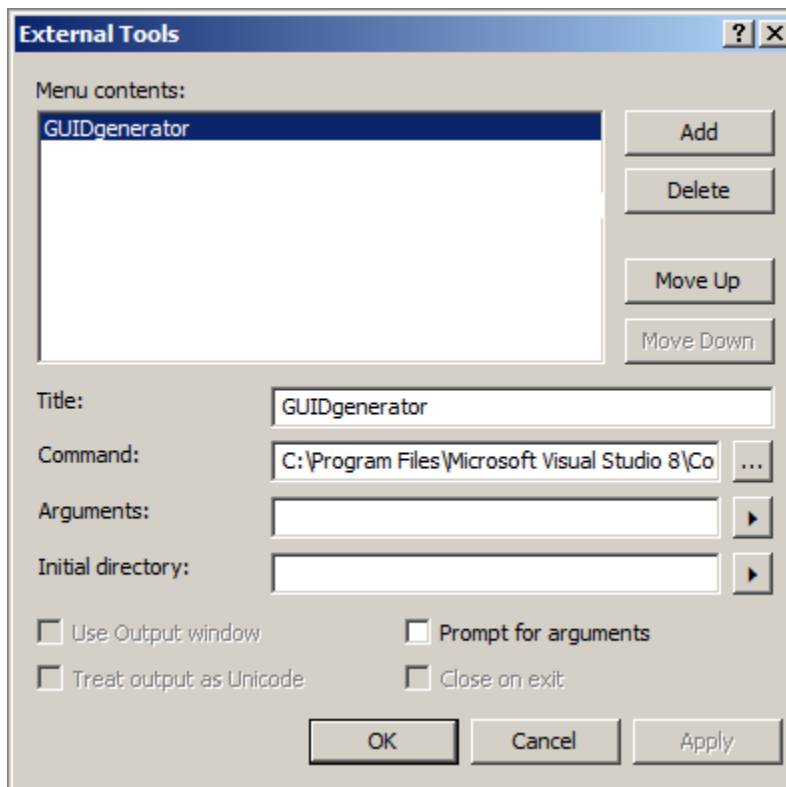 External Tools
Menu contents:
GUIDgenerator
Add
Delete
Move Up
Move Down
Title:
GUIDgenerator
Command:
C:\Program Files\Microsoft Visual Studio 8\Co
...
Arguments:
Initial directory:
Use Output window
Prompt for arguments
Treat output as Unicode
Close on exit
OK
Cancel
Apply